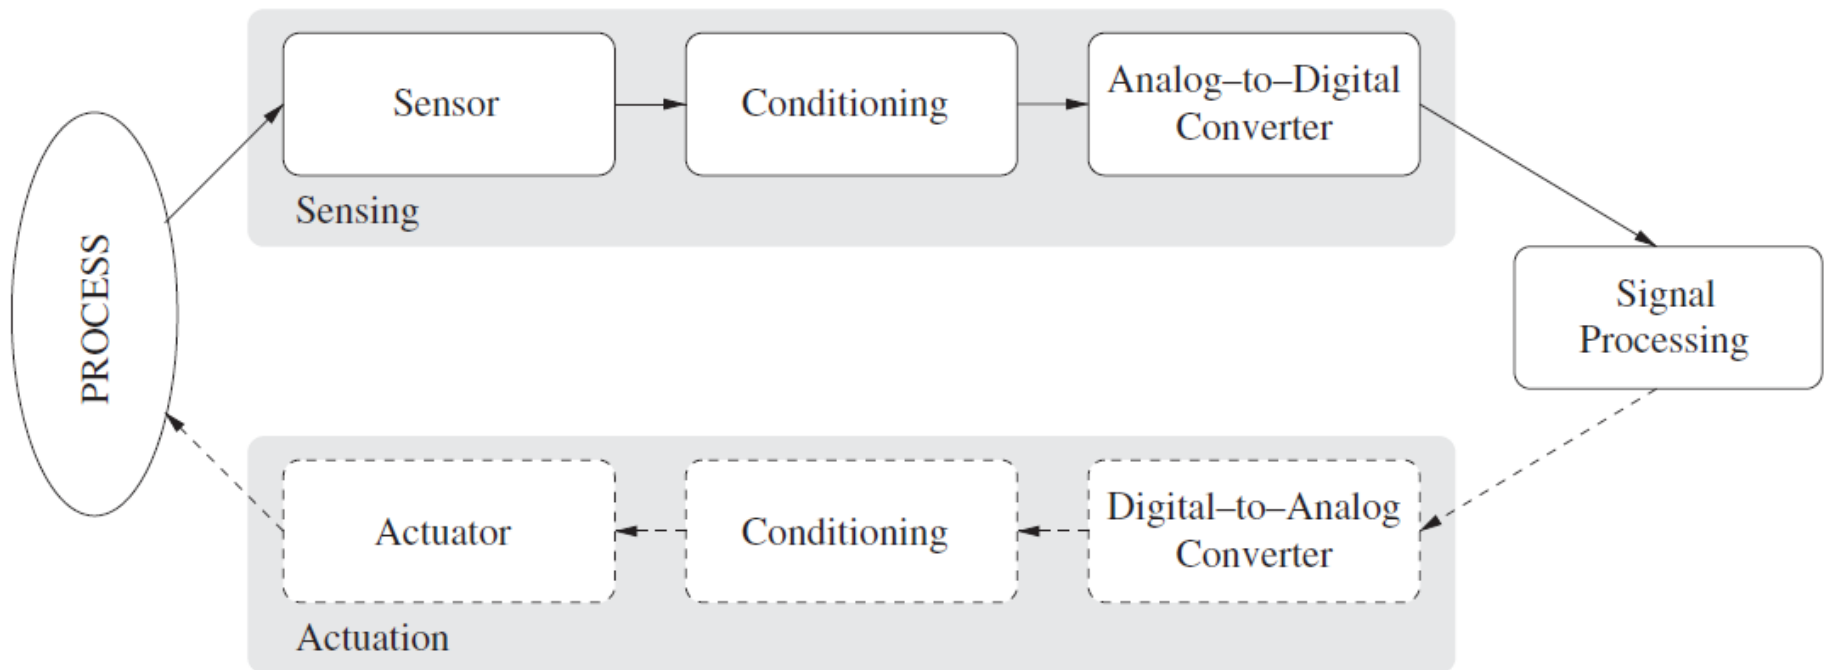 Sensor
Conditioning
Analog–to–Digital
Converter
Sensing
PROCESS
Signal
Processing
Actuator
Conditioning
Digital–to–Analog
Converter
Actuation